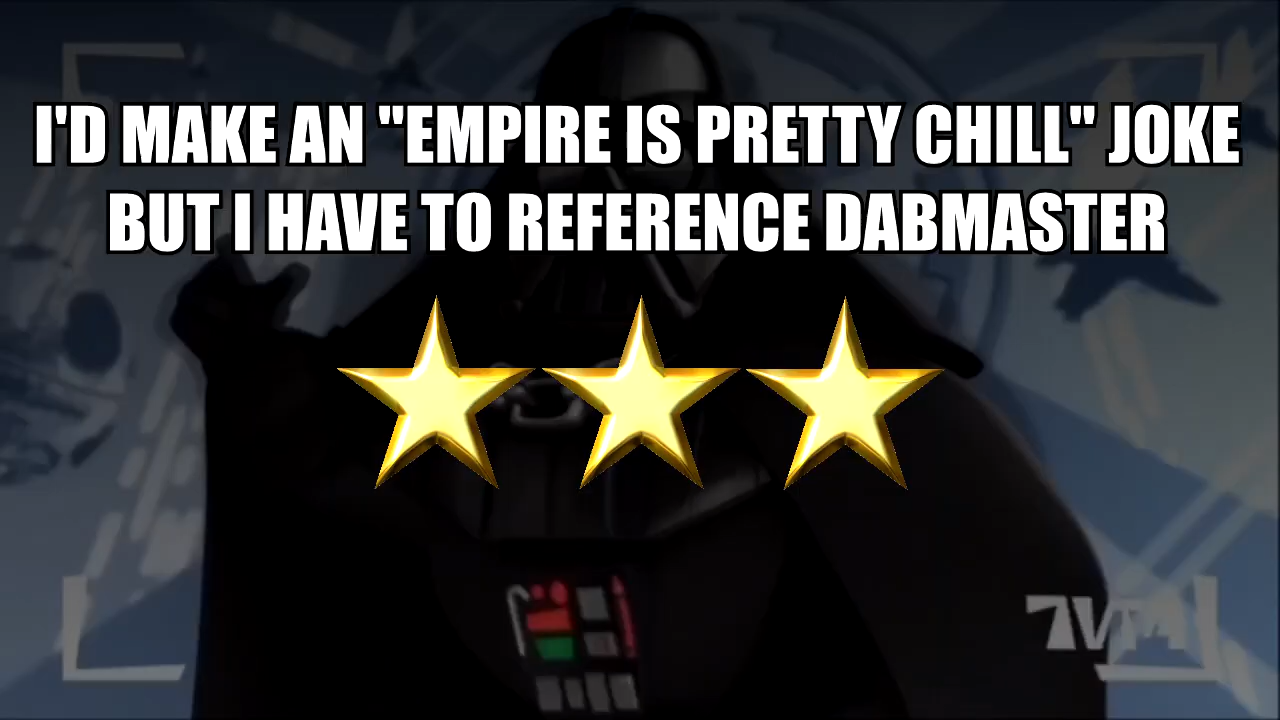 I'D MAKE AN "EMPIRE IS PRETTY CHILL" JOKE
BUT I HAVE TO REFERENCE DABMASTER